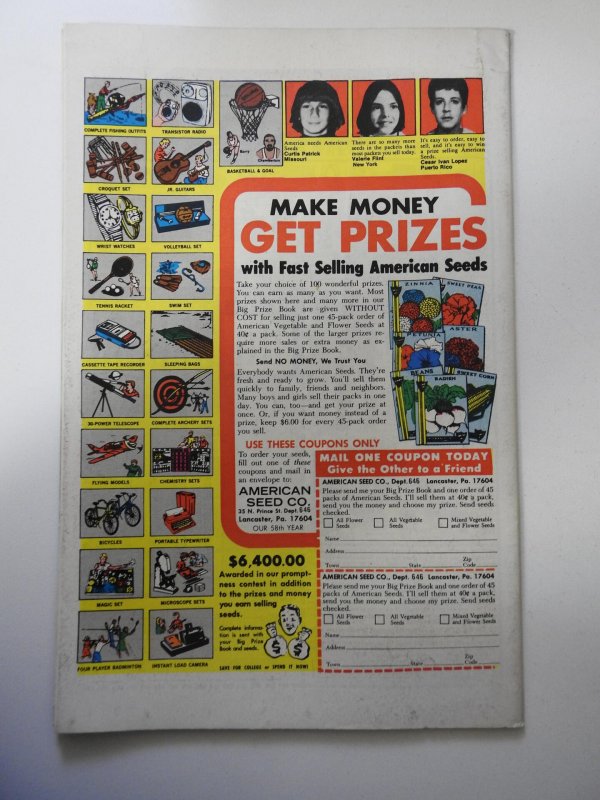 COMPLETE FISHING OUTFITS
TRANSISTOR RADIO
CROQUET SET
JR. GUITARS
WRIST WATCHES
VOLLEYBALL SET
TENNIS RACKET
SWIM SET
CASSETTE TAPE RECORDER
SLEEPING BAGS
30-POWER TELESCOPE
COMPLETE ARCHERY SETS
FLYING MODELS
CHEMISTRY SETS
BICYCLES
PORTABLE TYPEWRITER
MAGIC SET
MICROSCOPE SETS
FOUR PLAYER BADMINTON
INSTANT LOAD CAMERA
Barry
Chamberlain
BASKETBALL & GOAL
America needs American
Seeds
Curtis Patrick
Missouri
There are so many more
seeds in the packets than
most packets you sell today.
Valerie Flint
New York
It's easy to order, easy to
sell, and it's easy to win
a prize selling American
Seeds.
Cesar Ivan Lopez
Puerto Rico
MAKE MONEY
GET PRIZES
with Fast Selling American Seeds
Take your choice of 100 wonderful prizes.
You can earn as many as you want. Most
prizes shown here and many more in our
Big Prize Book are given WITHOUT
COST for selling just one 45-pack order of
American Vegetable and Flower Seeds at
40¢ a pack. Some of the larger prizes re-
quire more sales or extra money as ex-
plained in the Big Prize Book.
Send NO MONEY, We Trust You
Everybody wants American Seeds. They're
fresh and ready to grow. You'll sell them
quickly to family, friends and neighbors.
Many boys and girls sell their packs in one
day. You can, too—and get your prize at
once. Or, if you want money instead of a
prize, keep $6.00 for every 45-pack order
you sell.
ZINNIA
SWEET PEAS
PETUNIA
ASTER
BEANS
RADISH
SWEET CORN
USE THESE COUPONS ONLY
To order your seeds,
fill out one of these
coupons and mail in
an envelope to:
AMERICAN
SEED CO.
35 N. Prince St. Dept. 646
Lancaster, Pa. 17604
OUR 58th YEAR
$6,400.00
Awarded in our prompt-
ness contest in addition
to the prizes and money
you earn selling
seeds.
Complete informa-
tion is sent with
your Big Prize
Book and seeds.
SAVE FOR COLLEGE or SPEND IT NOW!
MAIL ONE COUPON TODAY
Give the Other to a Friend
AMERICAN SEED CO., Dept. 646 Lancaster, Pa. 17604
Please send me your Big Prize Book and one order of 45
packs of American Seeds. I'll sell them at 40¢ a pack,
send you the money and choose my prize. Send seeds
checked.
All Flower Seeds
All Vegetable Seeds
Mixed Vegetable and Flower Seeds
Name
Address
Town State Zip Code
AMERICAN SEED CO., Dept. 646 Lancaster, Pa. 17604
Please send me your Big Prize Book and one order of 45
packs of American Seeds. I'll sell them at 40¢ a pack,
send you the money and choose my prize. Send seeds
checked.
All Flower Seeds
All Vegetable Seeds
Mixed Vegetable and Flower Seeds
Name
Address
Town State Zip Code